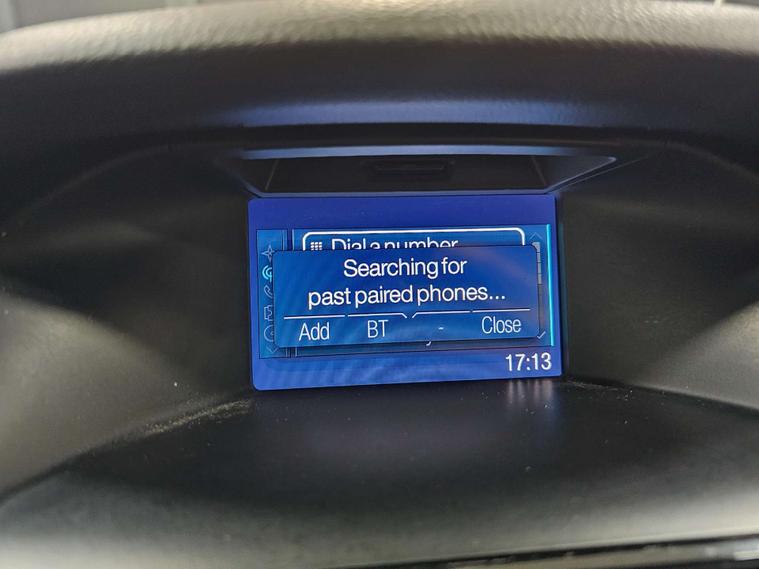 Dial a number
Searching for
past paired phones...
Add BT - Close
17:13